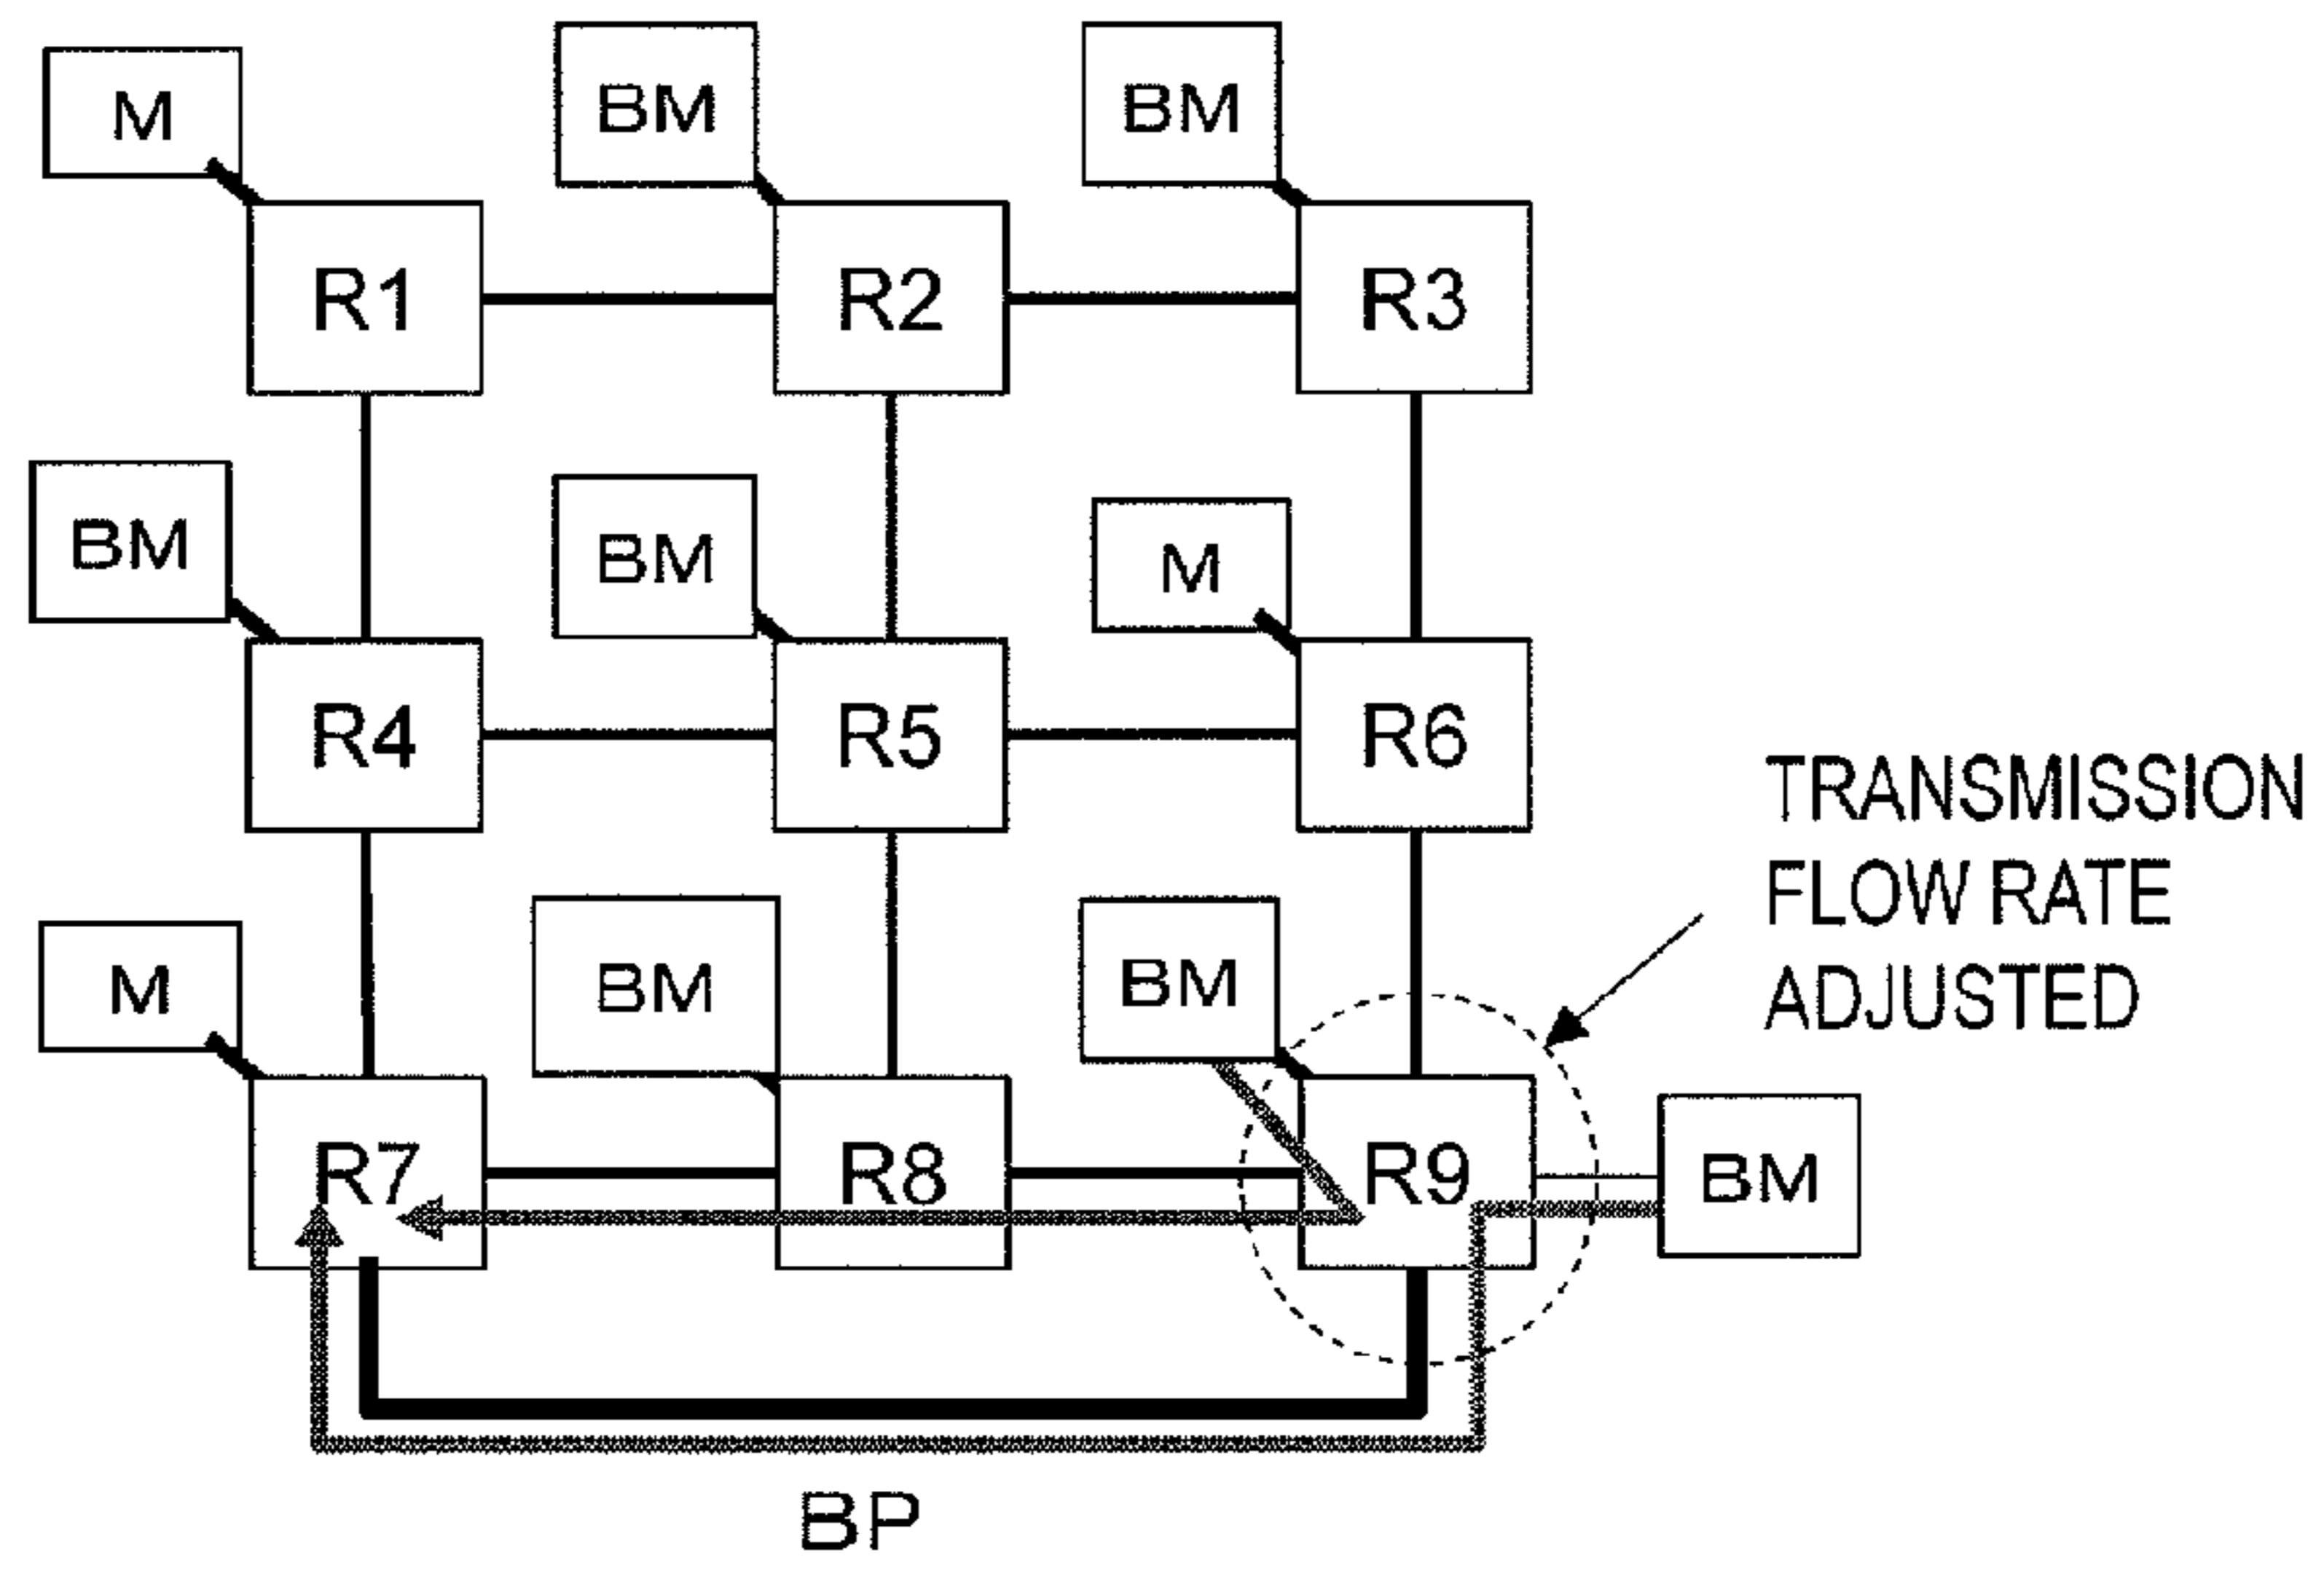 M
BM
BM
R1
R2
R3
BM
BM
M
R4
R5
R6
TRANSMISSION
FLOW RATE
ADJUSTED
M
BM
BM
R7
R8
R9
BM
BP